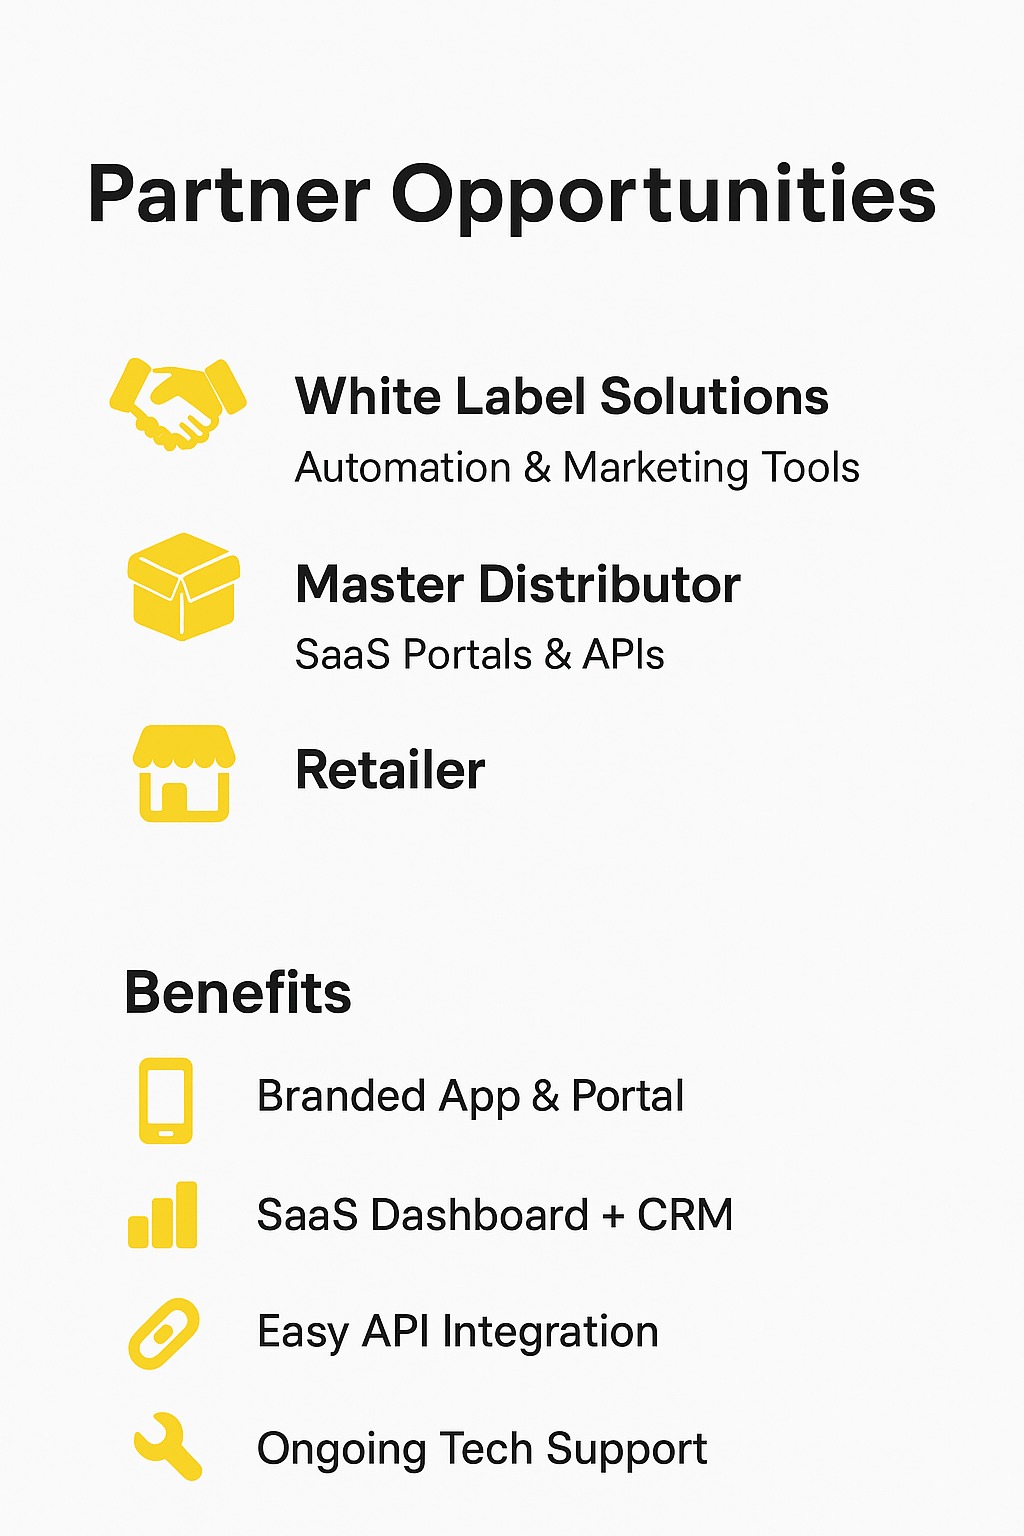 Partner Opportunities
White Label Solutions
Automation & Marketing Tools
Master Distributor
SaaS Portals & APIs
Retailer
Benefits
Branded App & Portal
SaaS Dashboard + CRM
Easy API Integration
Ongoing Tech Support